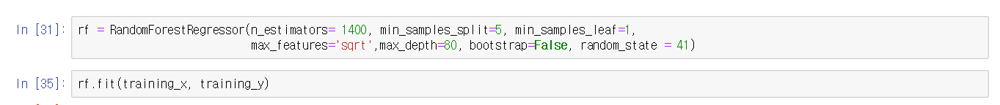 In [31]: rf = RandomForestRegressor(n_estimators= 1400, min_samples_split=5, min_samples_leaf=1,
max_features='sqrt',max_depth=80, bootstrap=False, random_state = 41)
In [35]: rf.fit(training_x, training_y)